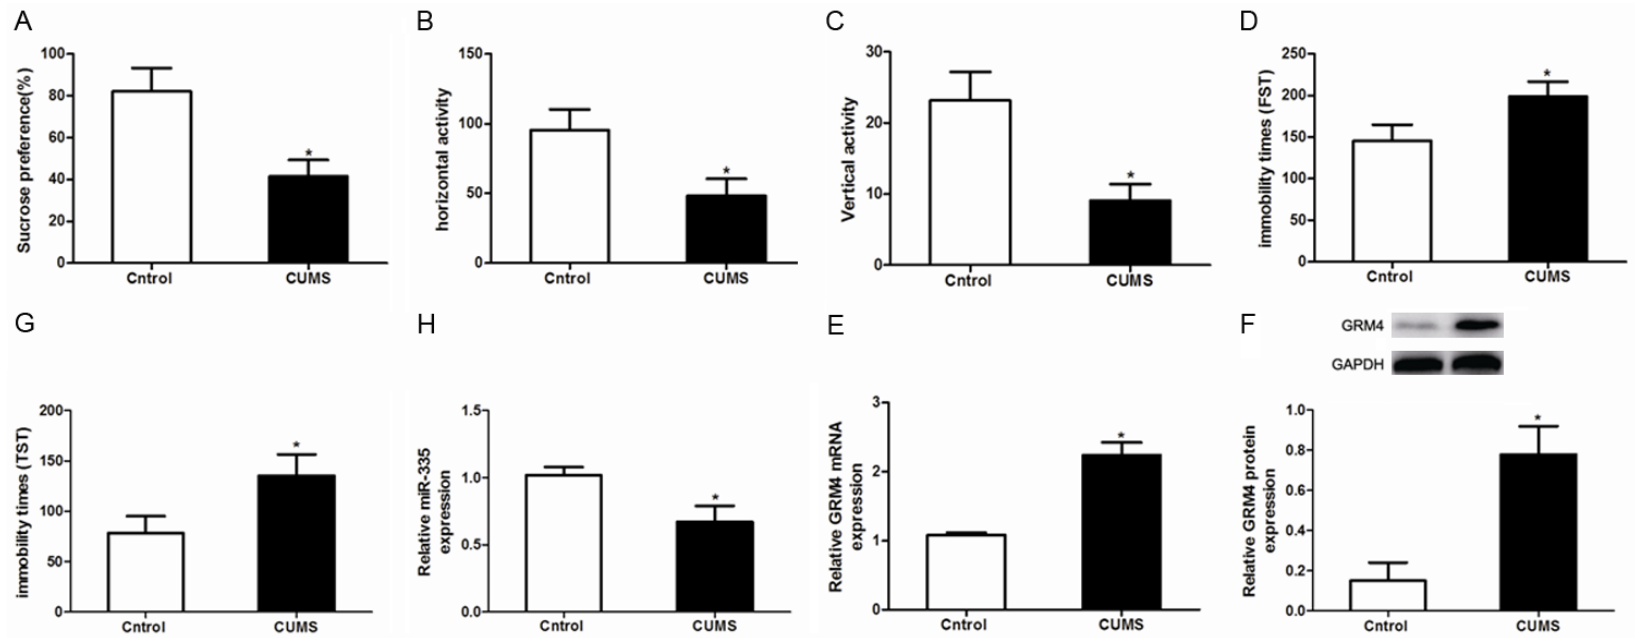 A
Sucrose preference(%)
100
80
60
40
20
0
*
Cntrol
CUMS
B
horizontal activity
150
100
50
0
*
Cntrol
CUMS
C
Vertical activity
30
20
10
0
*
Cntrol
CUMS
D
immobility times (FST)
250
200
150
100
50
0
*
Cntrol
CUMS
G
immobility times (TST)
200
150
100
50
0
*
Cntrol
CUMS
H
Relative miR-335
expression
1.5
1.0
0.5
0.0
*
Cntrol
CUMS
E
Relative GRM4 mRNA
expression
3
2
1
0
*
Cntrol
CUMS
F
GRM4
GAPDH
Relative GRM4 protein
expression
1.0
0.8
0.6
0.4
0.2
0.0
*
Cntrol
CUMS